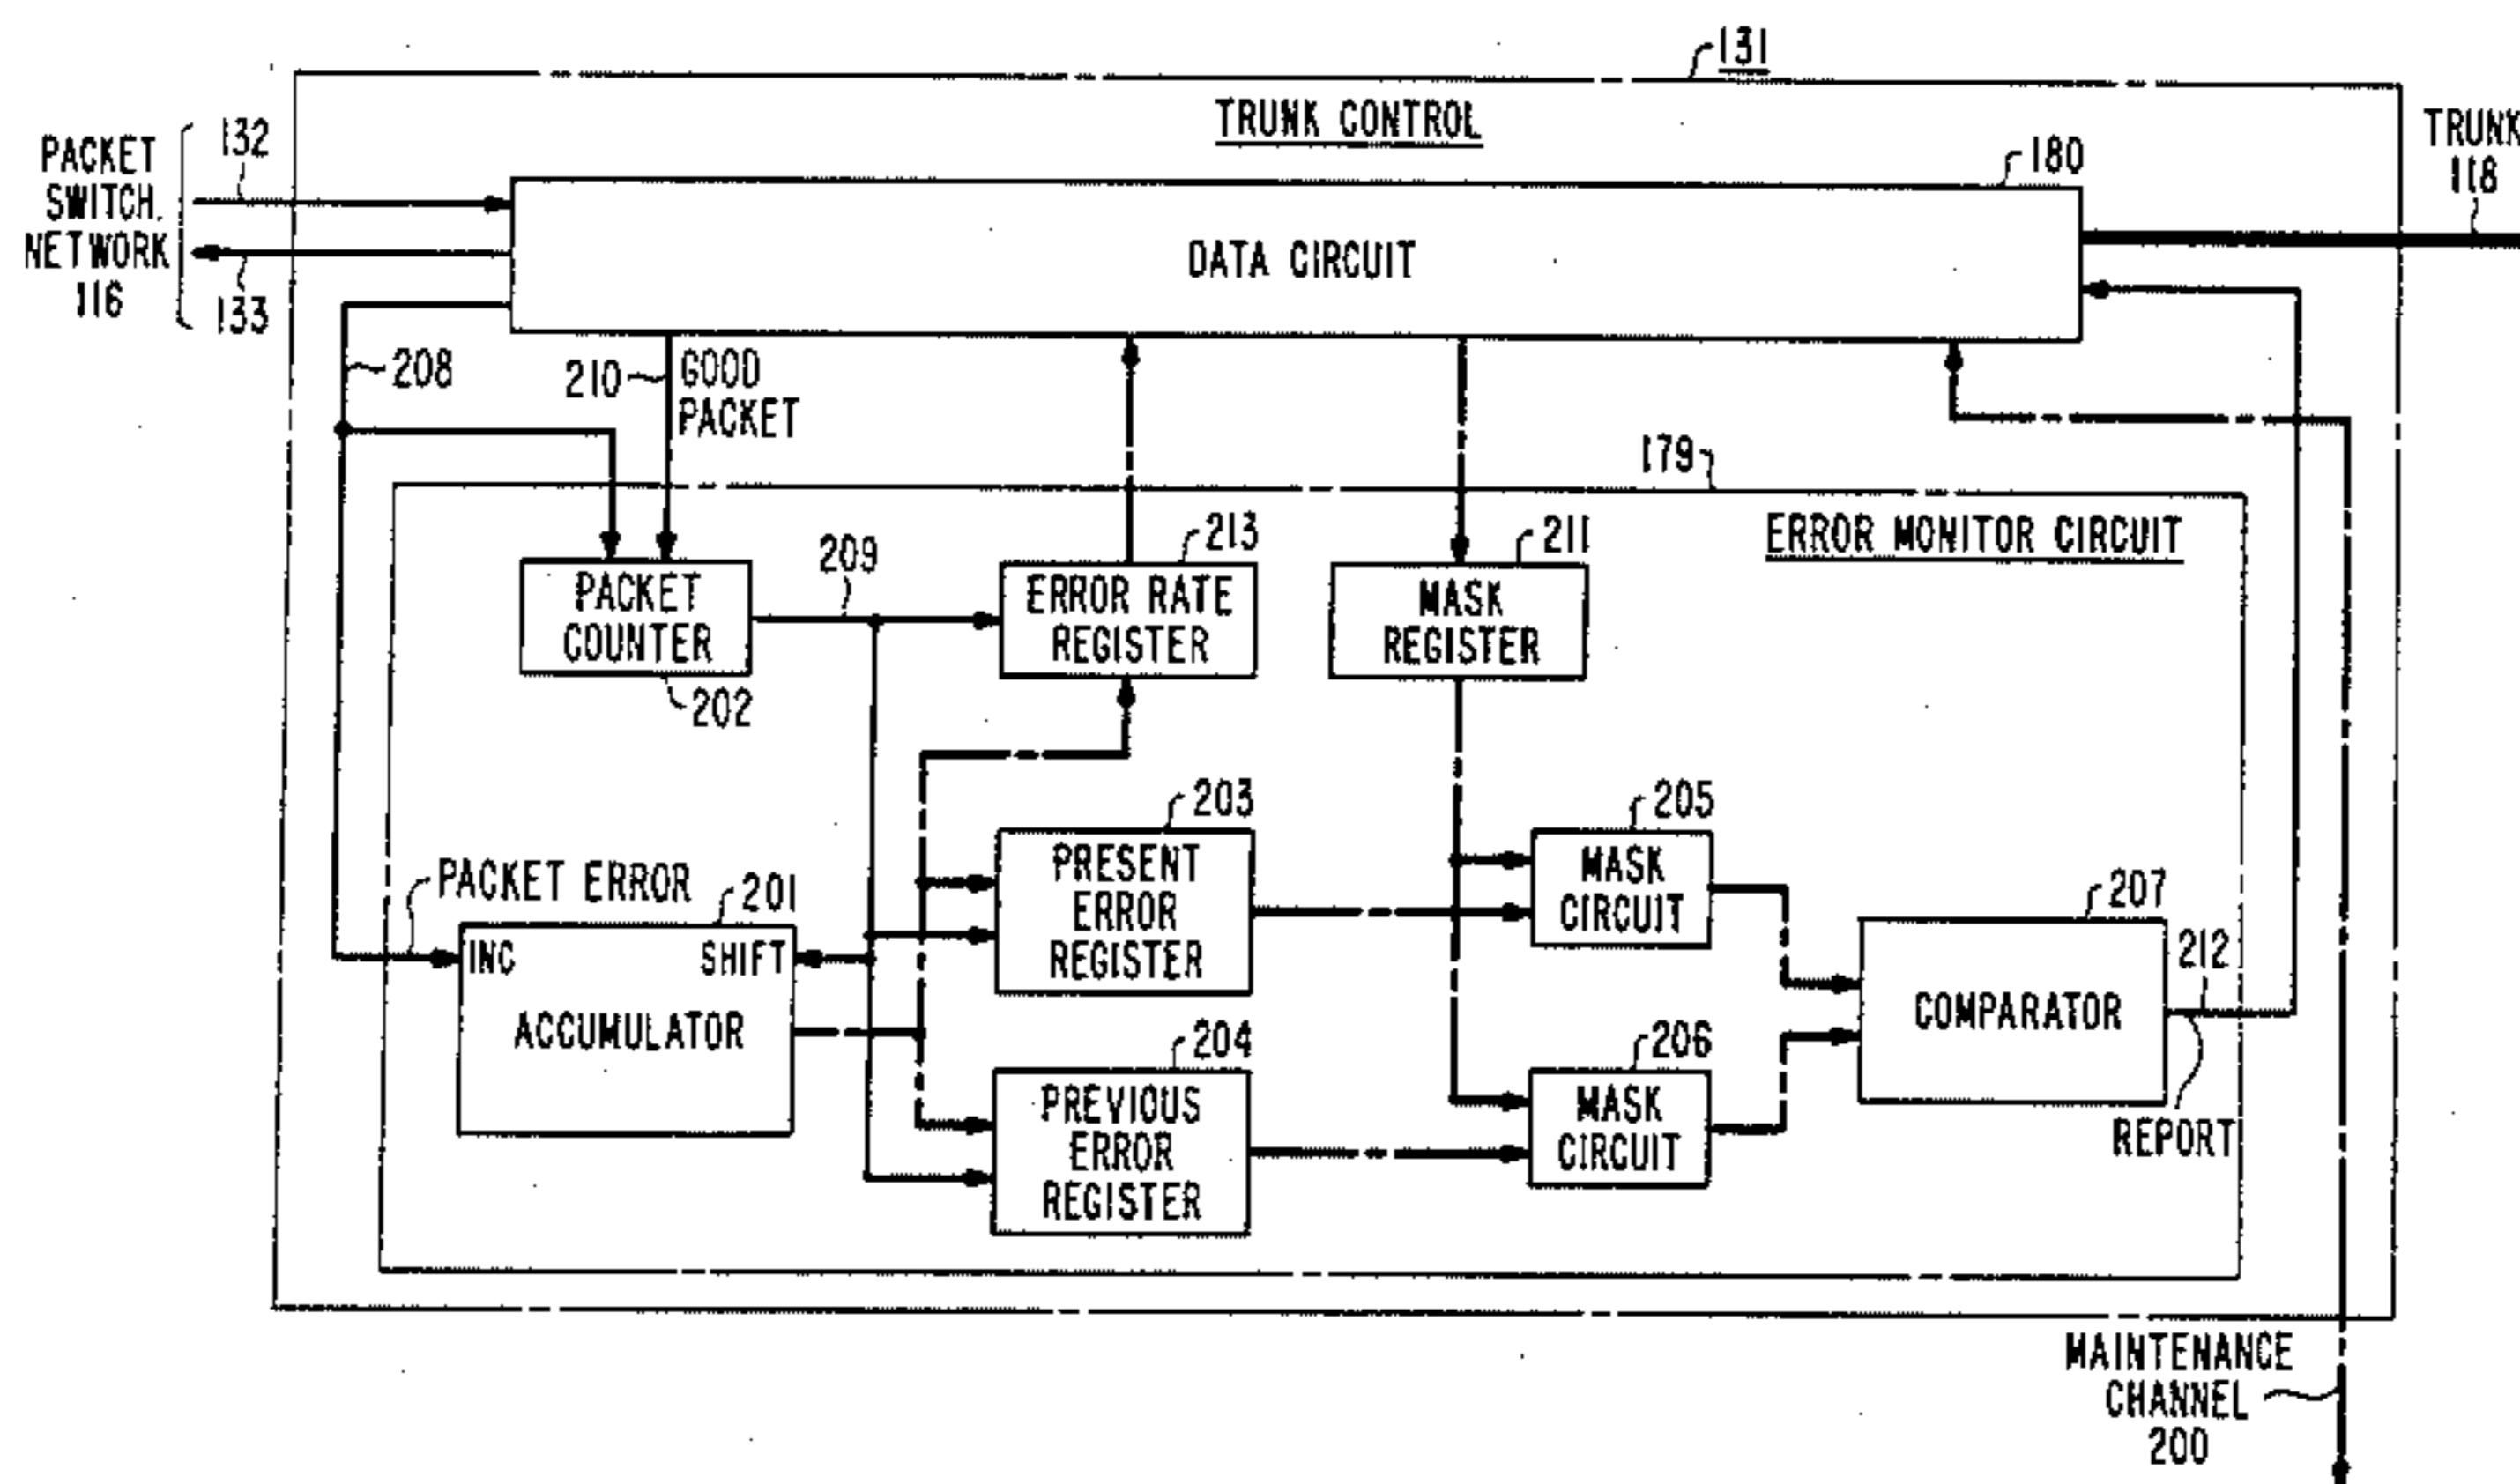 131
TRUNK CONTROL
PACKET
SWITCH.
NETWORK
116
132
133
180
TRUNK
118
DATA CIRCUIT
208
210
GOOD
PACKET
179
ERROR MONITOR CIRCUIT
PACKET
COUNTER
202
209
213
ERROR RATE
REGISTER
211
MASK
REGISTER
PACKET ERROR
201
INC
SHIFT
ACCUMULATOR
203
PRESENT
ERROR
REGISTER
204
PREVIOUS
ERROR
REGISTER
205
MASK
CIRCUIT
206
MASK
CIRCUIT
207
COMPARATOR
212
REPORT
MAINTENANCE
CHANNEL
200